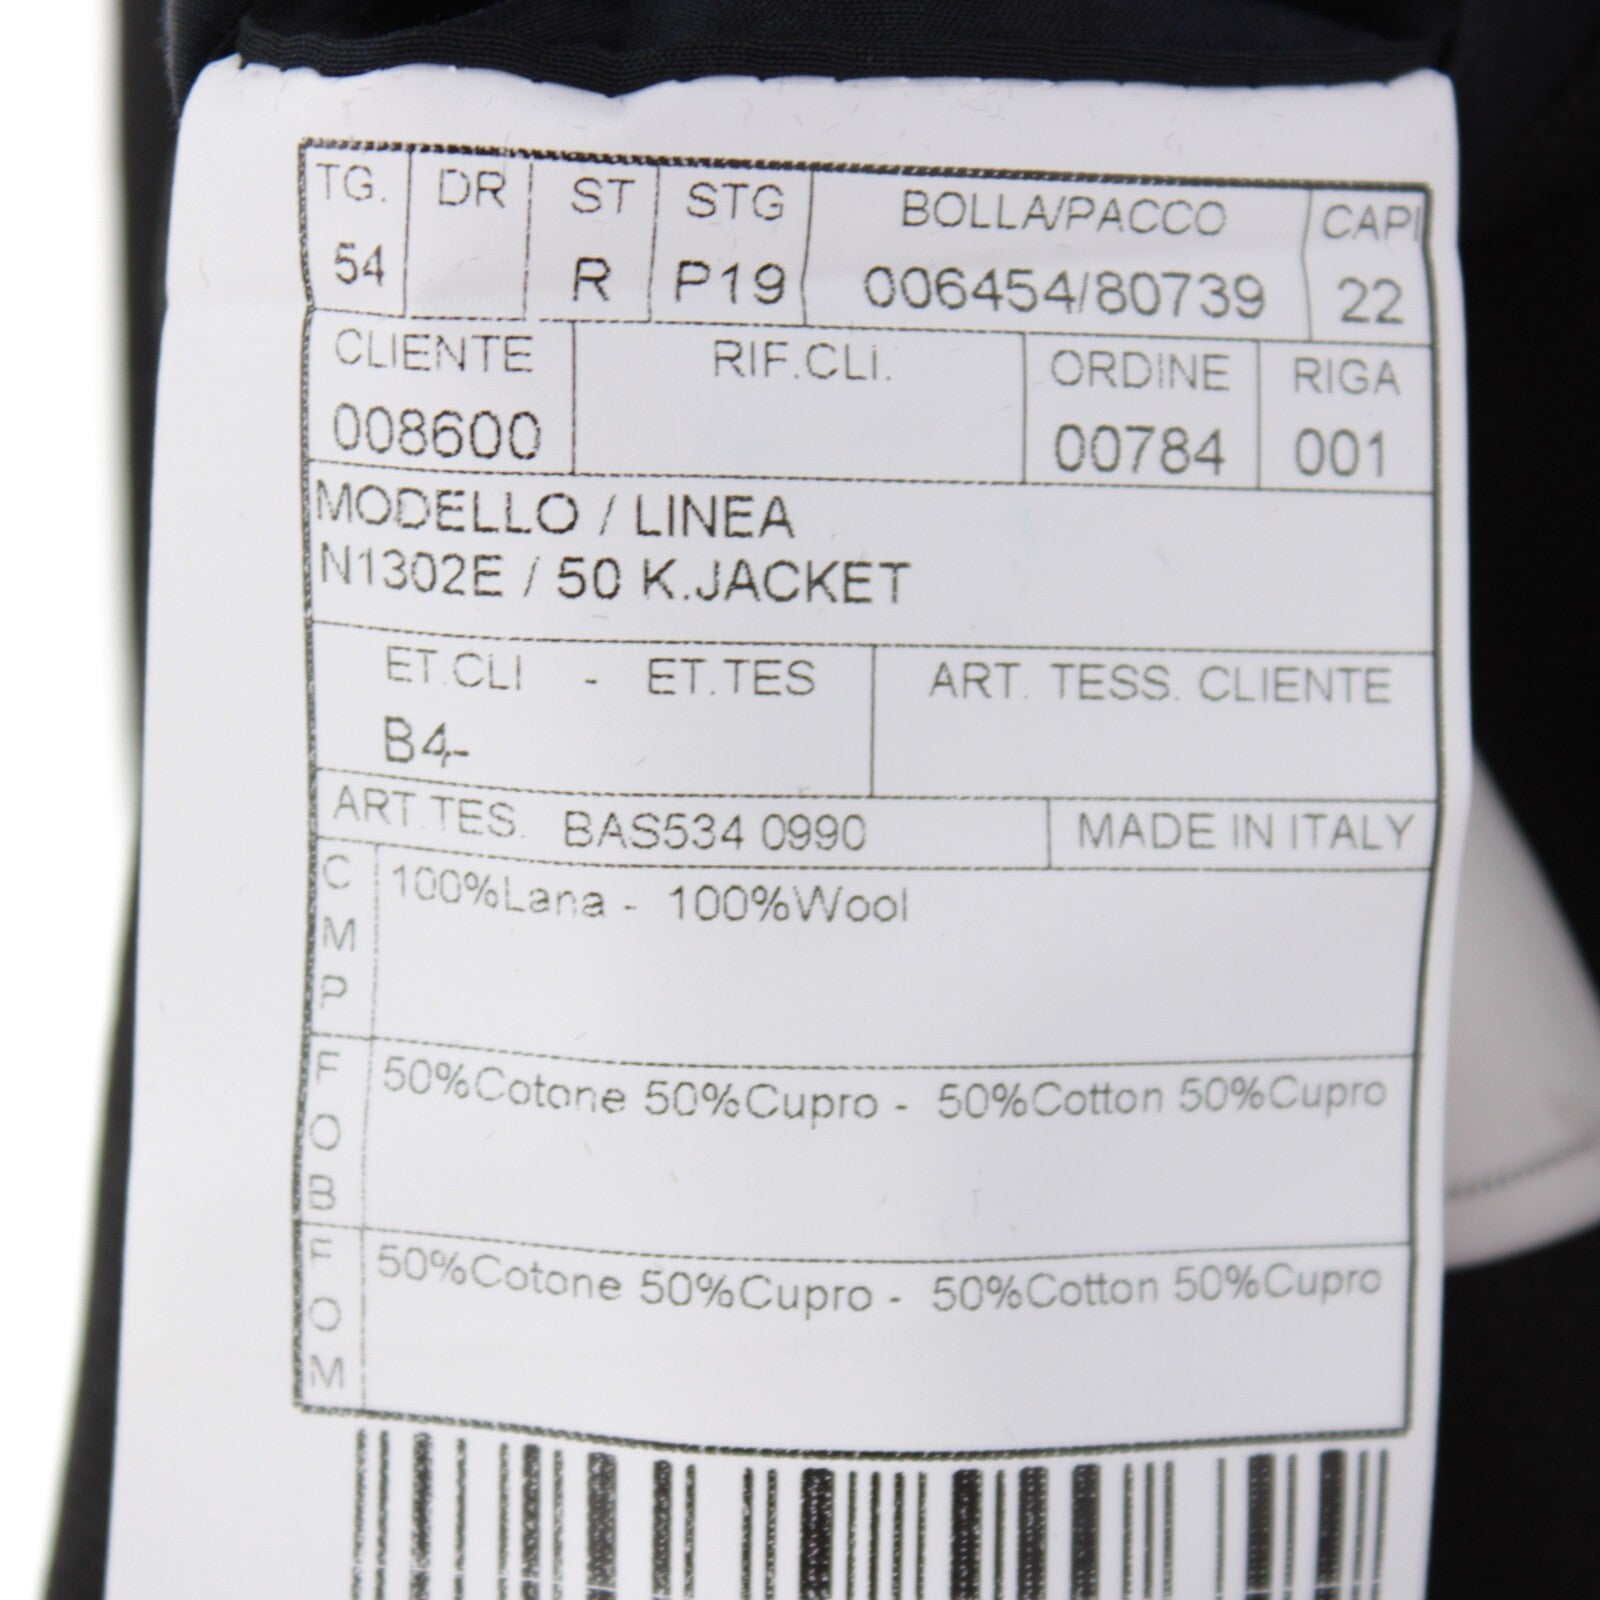 TG. DR ST STG BOLLA/PACCO CAPI
54 R P19 006454/80739 22
CLIENTE RIF.CLI. ORDINE RIGA
008600 00784 001
MODELLO / LINEA
N1302E / 50 K.JACKET
ET.CLI - ET.TES ART. TESS. CLIENTE
B4-
ART.TES. BAS534 0990 MADE IN ITALY
CMP 100%Lana - 100%Wool
FOB 50%Cotone 50%Cupro - 50%Cotton 50%Cupro
FOM 50%Cotone 50%Cupro - 50%Cotton 50%Cupro